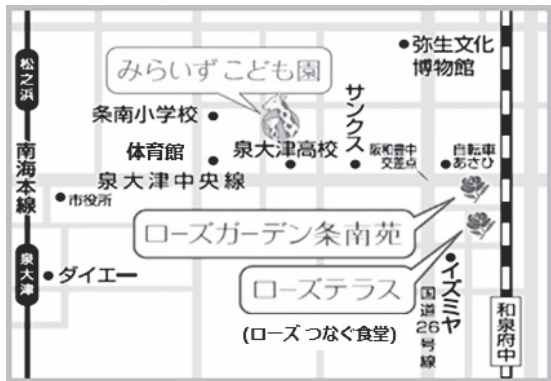 松之浜
弥生文化
博物館
みらいず こども園
サンクス
条南小学校
体育館
泉大津高校
阪和豊中
交差点
自転車
あさひ
南海本線
泉大津中央線
市役所
ローズガーデン条南苑
泉大津
ダイエー
ローズテラス
イズミヤ
国道26号線
(ローズ つなぐ食堂)
和泉府中